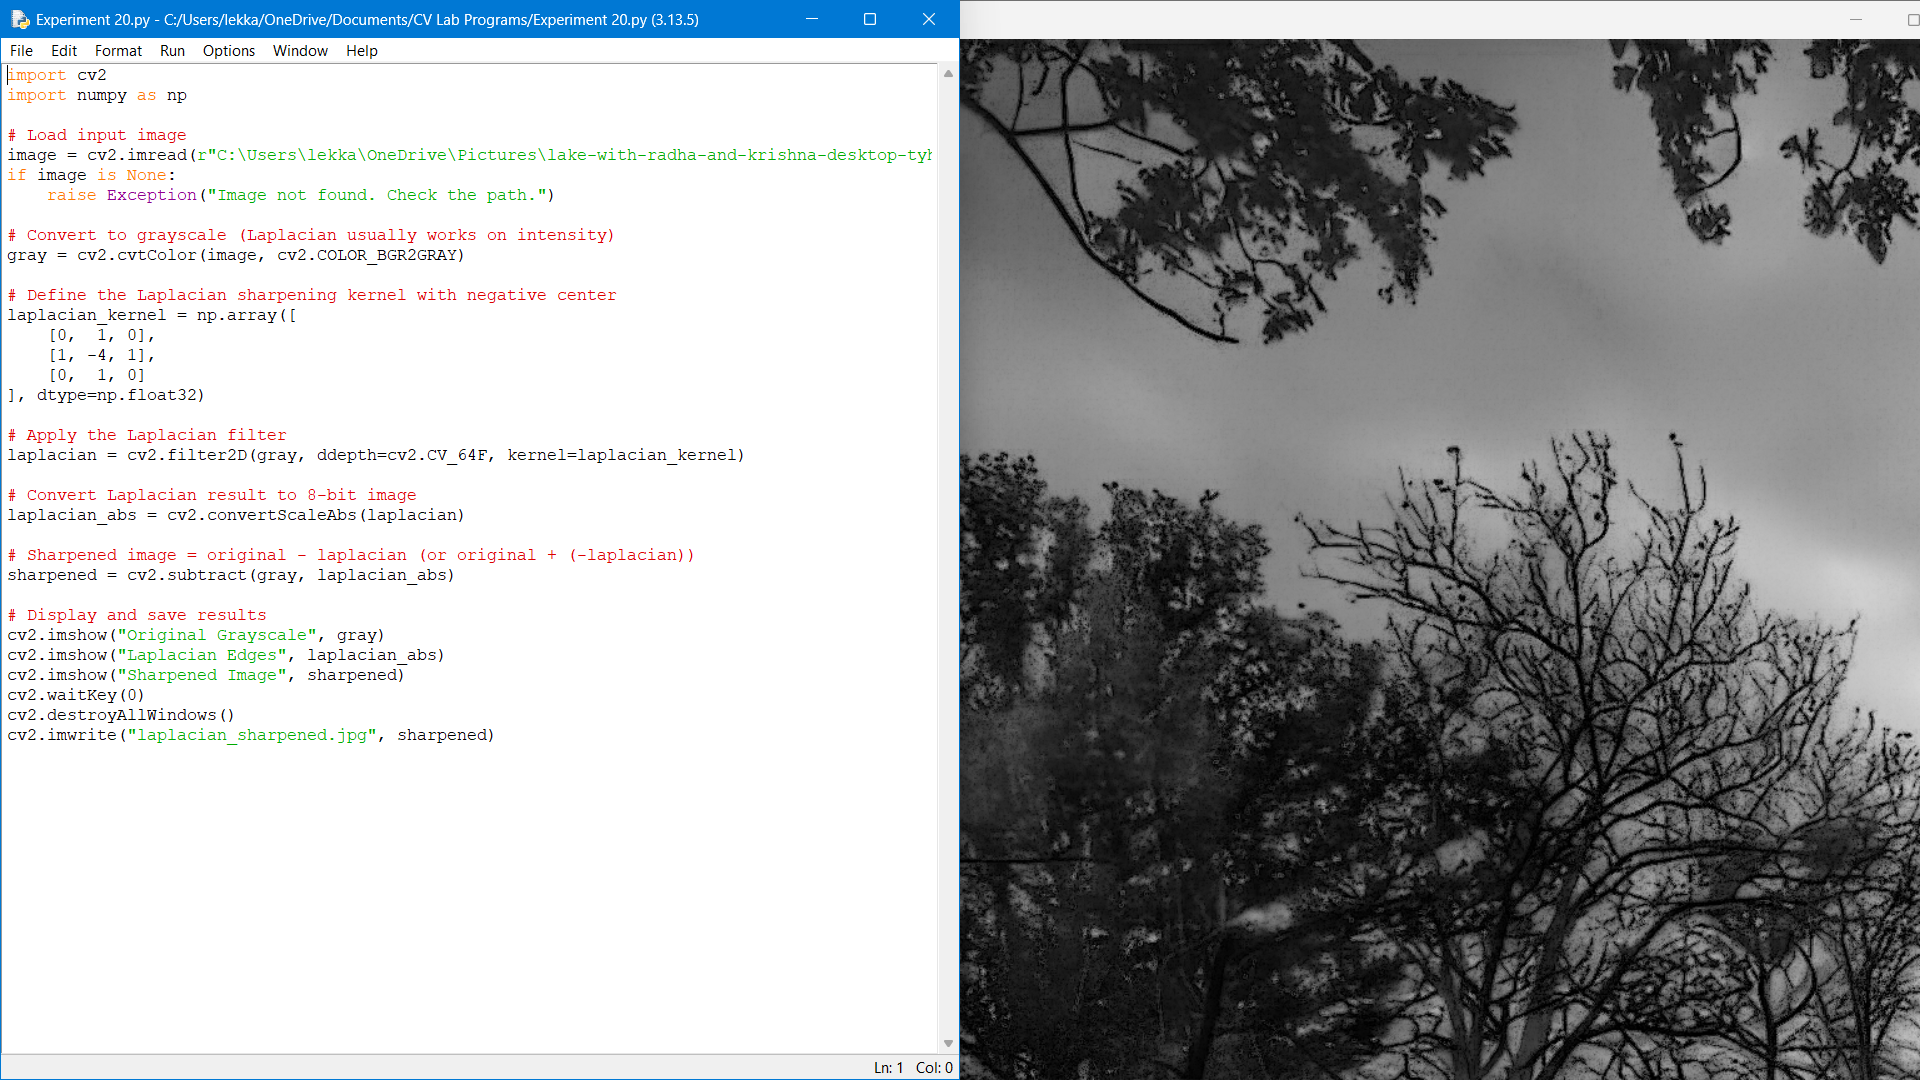 Experiment 20.py - C:/Users/lekka/OneDrive/Documents/CV Lab Programs/Experiment 20.py (3.13.5)
File Edit Format Run Options Window Help
import cv2
import numpy as np

# Load input image
image = cv2.imread(r"C:\Users\lekka\OneDrive\Pictures\lake-with-radha-and-krishna-desktop-tyh
if image is None:
    raise Exception("Image not found. Check the path.")

# Convert to grayscale (Laplacian usually works on intensity)
gray = cv2.cvtColor(image, cv2.COLOR_BGR2GRAY)

# Define the Laplacian sharpening kernel with negative center
laplacian_kernel = np.array([
    [0,  1, 0],
    [1, -4, 1],
    [0,  1, 0]
], dtype=np.float32)

# Apply the Laplacian filter
laplacian = cv2.filter2D(gray, ddepth=cv2.CV_64F, kernel=laplacian_kernel)

# Convert Laplacian result to 8-bit image
laplacian_abs = cv2.convertScaleAbs(laplacian)

# Sharpened image = original - laplacian (or original + (-laplacian))
sharpened = cv2.subtract(gray, laplacian_abs)

# Display and save results
cv2.imshow("Original Grayscale", gray)
cv2.imshow("Laplacian Edges", laplacian_abs)
cv2.imshow("Sharpened Image", sharpened)
cv2.waitKey(0)
cv2.destroyAllWindows()
cv2.imwrite("laplacian_sharpened.jpg", sharpened)
Ln: 1 Col: 0